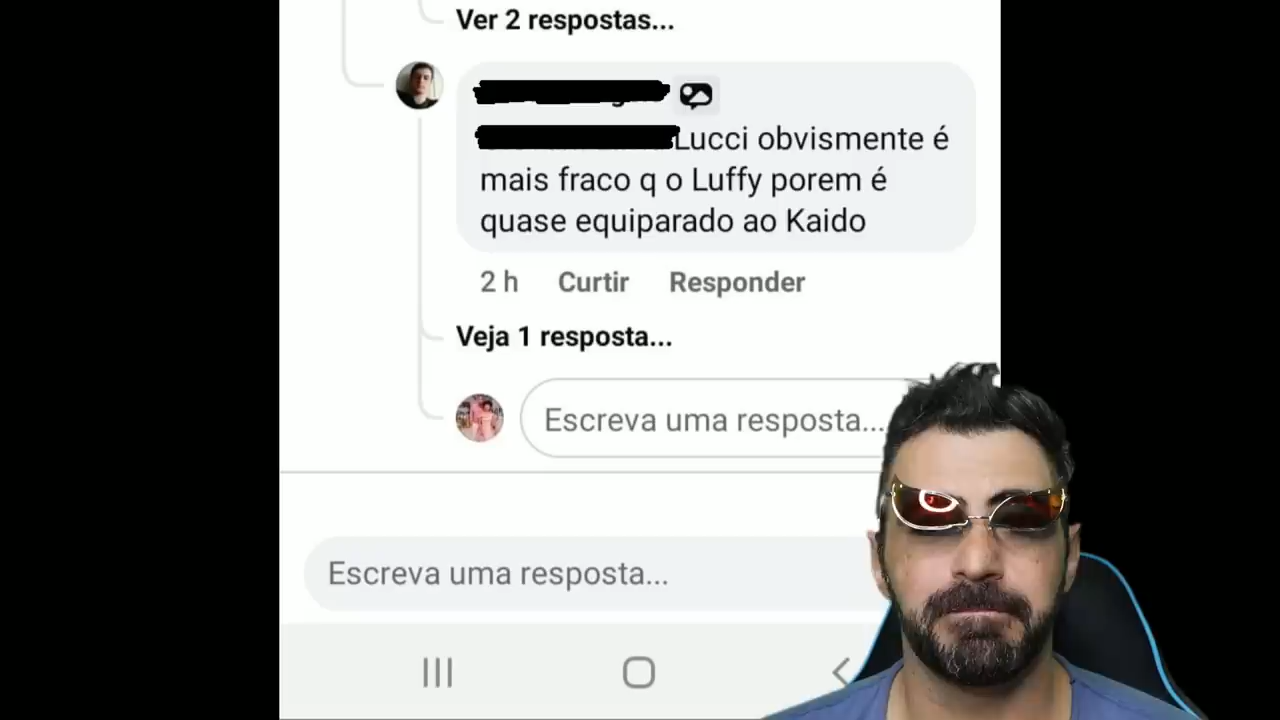 Ver 2 respostas...
Lucci obvismente é
mais fraco q o Luffy porem é
quase equiparado ao Kaido
2 h Curtir Responder
Veja 1 resposta...
Escreva uma resposta...
Escreva uma resposta...